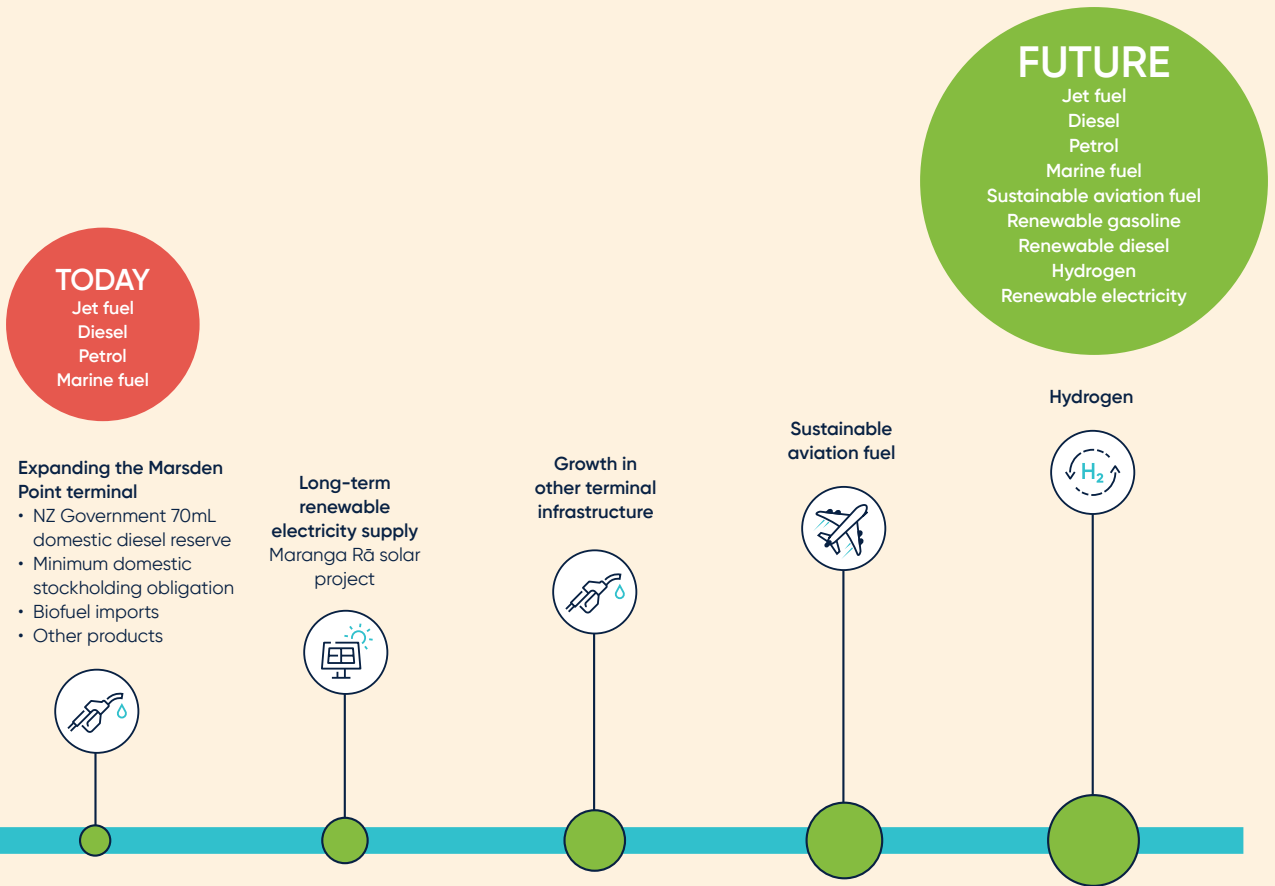 TODAY
Jet fuel
Diesel
Petrol
Marine fuel
FUTURE
Jet fuel
Diesel
Petrol
Marine fuel
Sustainable aviation fuel
Renewable gasoline
Renewable diesel
Hydrogen
Renewable electricity
Expanding the Marsden
Point terminal
• NZ Government 70mL
domestic diesel reserve
• Minimum domestic
stockholding obligation
• Biofuel imports
• Other products
Long-term
renewable
electricity supply
Maranga Rā solar
project
Growth in
other terminal
infrastructure
Sustainable
aviation fuel
Hydrogen
H₂